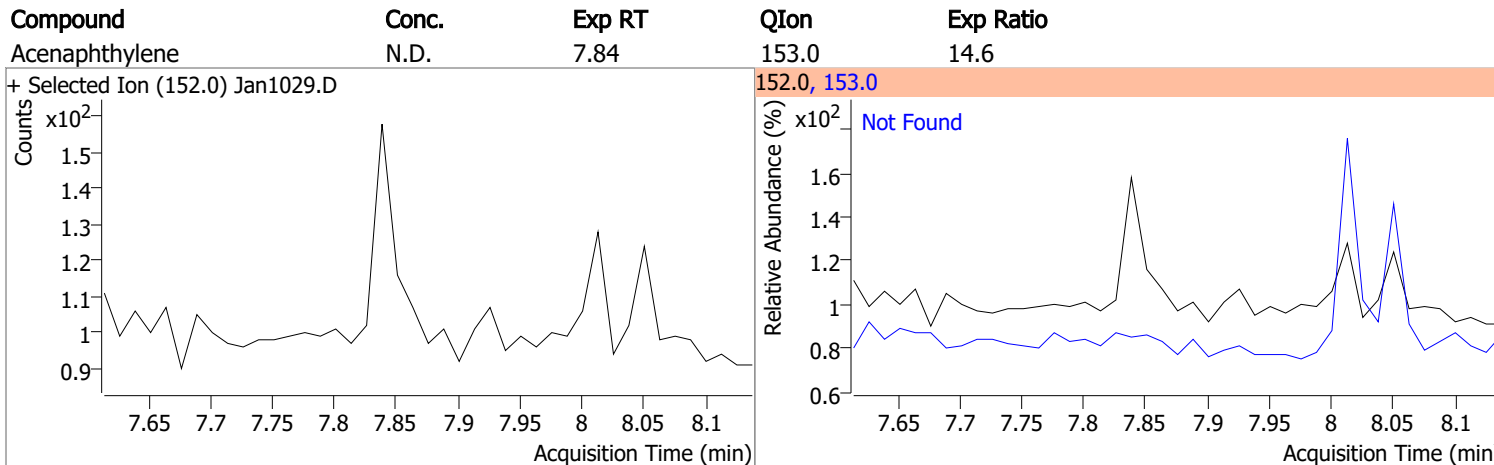 Compound Conc. Exp RT QIon Exp Ratio
Acenaphthylene N.D. 7.84 153.0 14.6
+ Selected Ion (152.0) Jan1029.D
Counts
x10²
1.5
1.4
1.3
1.2
1.1
1
0.9
7.65 7.7 7.75 7.8 7.85 7.9 7.95 8 8.05 8.1
Acquisition Time (min)
152.0, 153.0
Relative Abundance (%)
x10²
Not Found
1.6
1.4
1.2
1
0.8
0.6
7.65 7.7 7.75 7.8 7.85 7.9 7.95 8 8.05 8.1
Acquisition Time (min